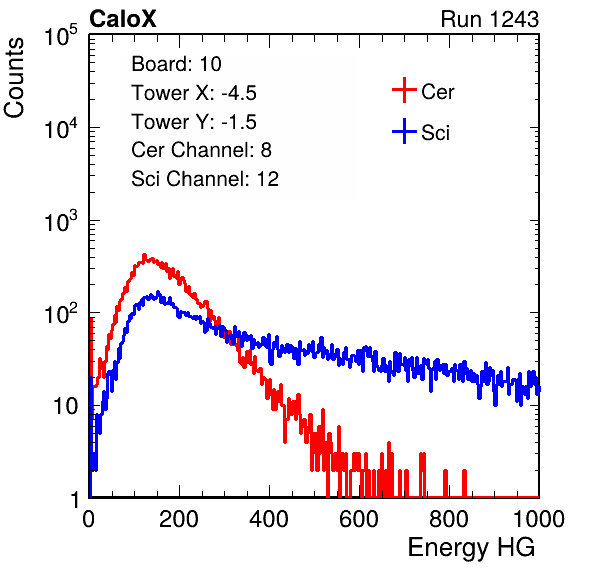 CaloX Run 1243
Counts
10^5
10^4
10^3
10^2
10
1
Board: 10
Tower X: -4.5
Tower Y: -1.5
Cer Channel: 8
Sci Channel: 12
Cer
Sci
0 200 400 600 800 1000
Energy HG